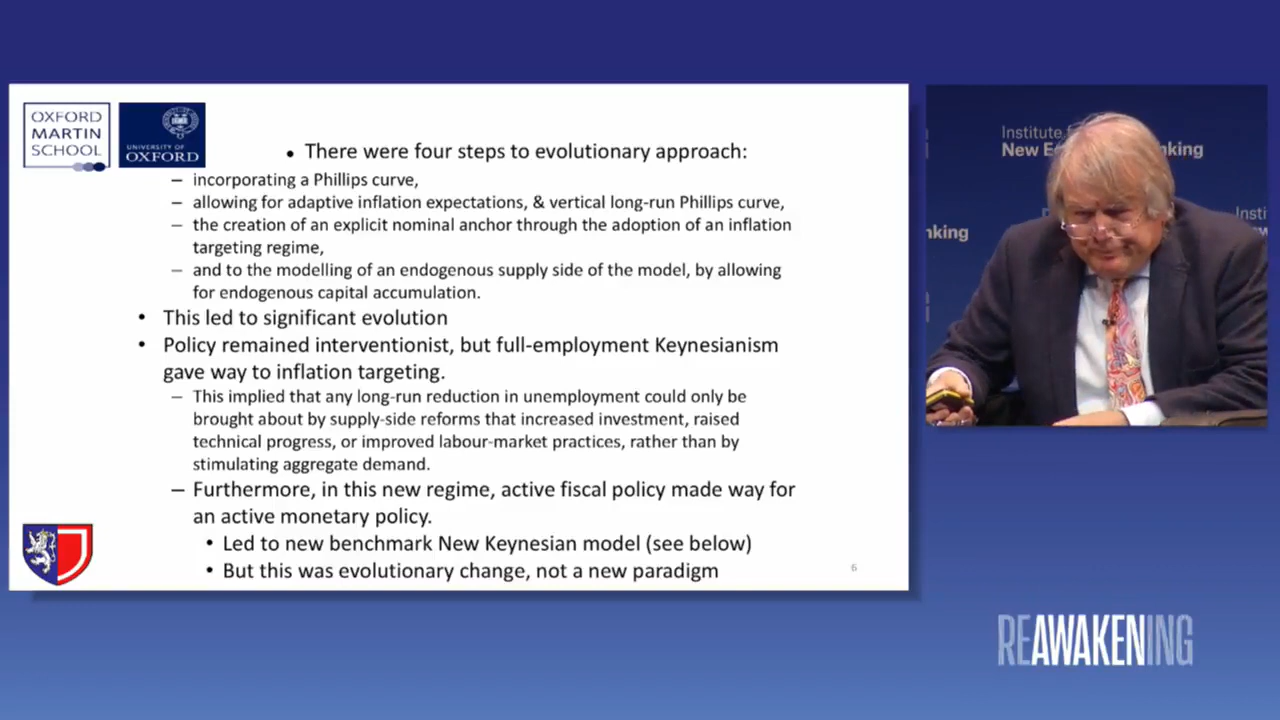 OXFORD
MARTIN
SCHOOL
UNIVERSITY OF
OXFORD
• There were four steps to evolutionary approach:
– incorporating a Phillips curve,
– allowing for adaptive inflation expectations, & vertical long-run Phillips curve,
– the creation of an explicit nominal anchor through the adoption of an inflation
targeting regime,
– and to the modelling of an endogenous supply side of the model, by allowing
for endogenous capital accumulation.
• This led to significant evolution
• Policy remained interventionist, but full-employment Keynesianism
gave way to inflation targeting.
– This implied that any long-run reduction in unemployment could only be
brought about by supply-side reforms that increased investment, raised
technical progress, or improved labour-market practices, rather than by
stimulating aggregate demand.
– Furthermore, in this new regime, active fiscal policy made way for
an active monetary policy.
• Led to new benchmark New Keynesian model (see below)
• But this was evolutionary change, not a new paradigm
6
Institute
New E nking
nking
Insti
REAWAKENING